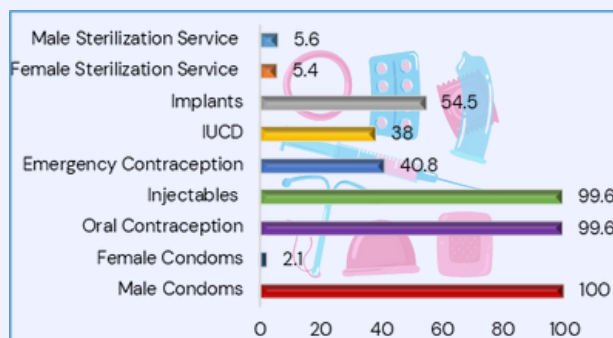 Male Sterilization Service 5.6
Female Sterilization Service 5.4
Implants 54.5
IUCD 38
Emergency Contraception 40.8
Injectables 99.6
Oral Contraception 99.6
Female Condoms 2.1
Male Condoms 100
0 20 40 60 80 100